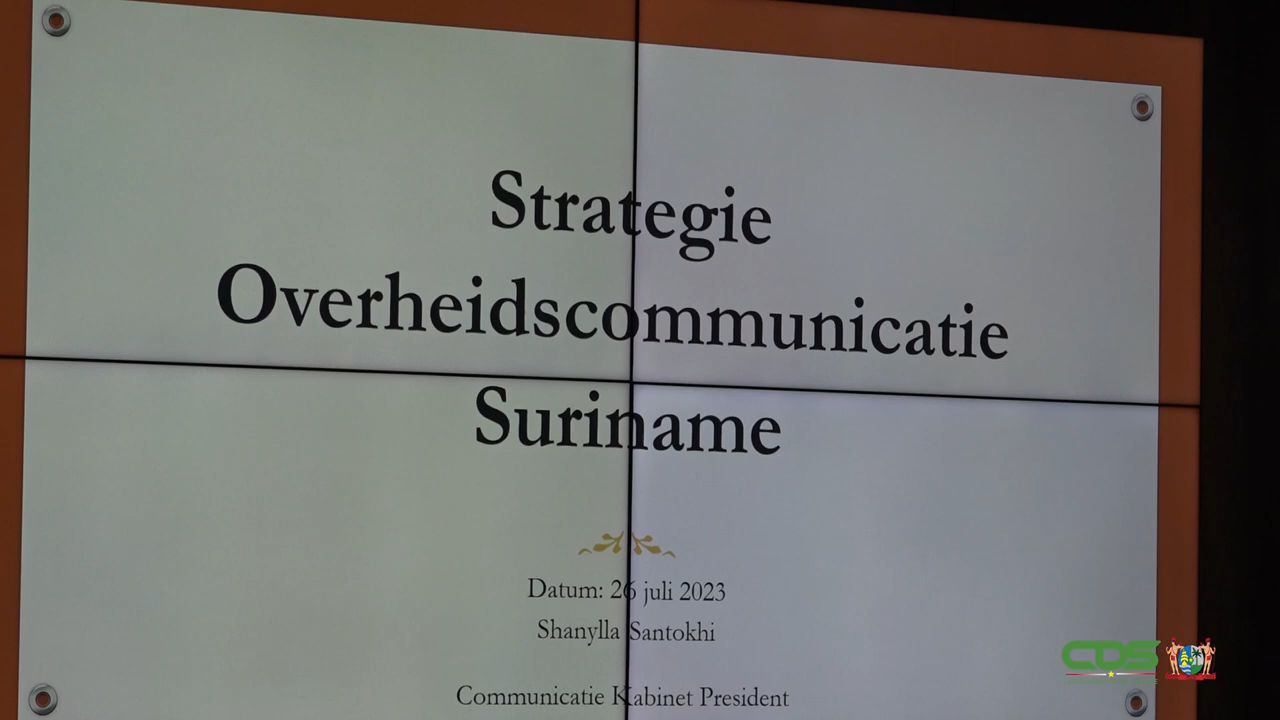 Strategie
Overheidscommunicatie
Suriname
Datum: 26 juli 2023
Shanylla Santokhi
Communicatie Kabinet President
CDS